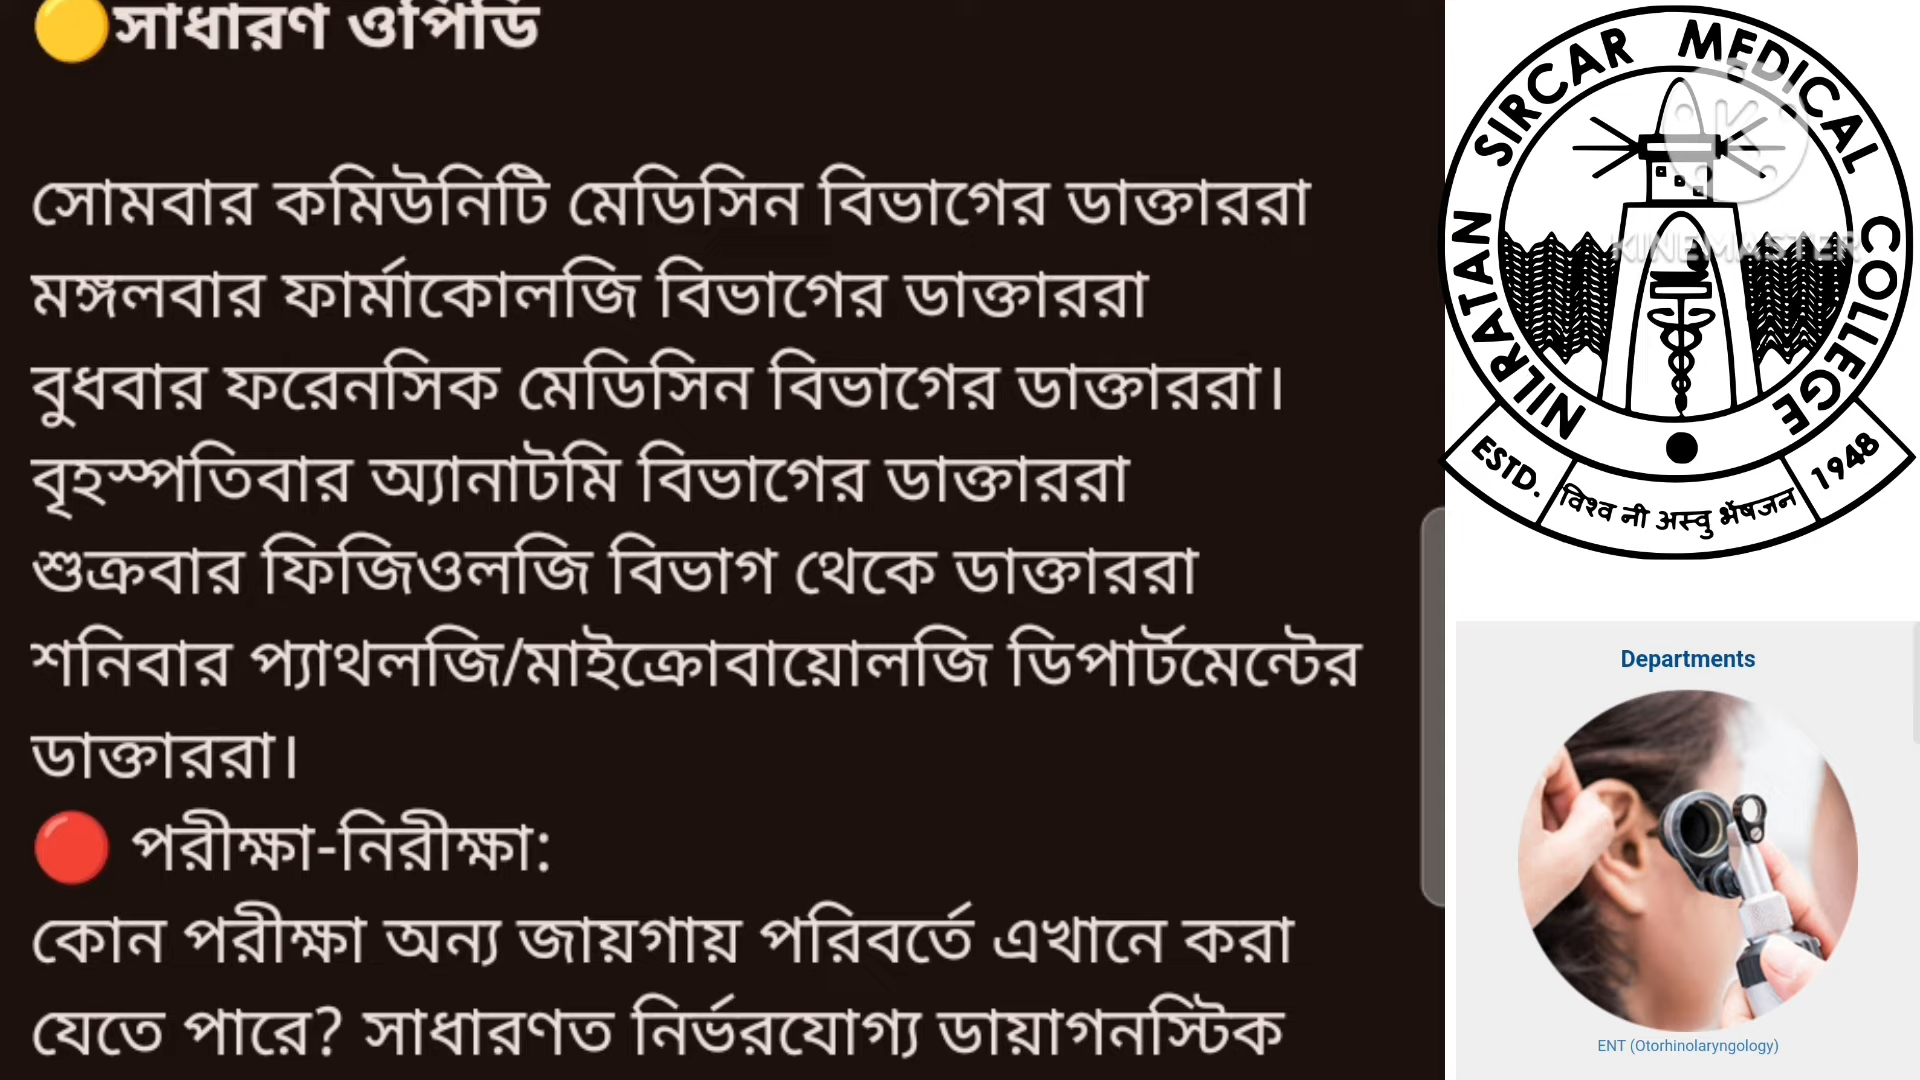 সাধারণ ওপিডি
সোমবার কমিউনিটি মেডিসিন বিভাগের ডাক্তাররা
মঙ্গলবার ফার্মাকোলজি বিভাগের ডাক্তাররা
বুধবার ফরেনসিক মেডিসিন বিভাগের ডাক্তাররা।
বৃহস্পতিবার অ্যানাটমি বিভাগের ডাক্তাররা
শুক্রবার ফিজিওলজি বিভাগ থেকে ডাক্তাররা
শনিবার প্যাথলজি/মাইক্রোবায়োলজি ডিপার্টমেন্টের
ডাক্তাররা।
পরীক্ষা-নিরীক্ষা:
কোন পরীক্ষা অন্য জায়গায় পরিবর্তে এখানে করা
যেতে পারে? সাধারণত নির্ভরযোগ্য ডায়াগনস্টিক
NILRATAN SIRCAR MEDICAL COLLEGE
KINEMASTER
ESTD. 1948
विश्व नी अस्वु भेषजन
Departments
ENT (Otorhinolaryngology)